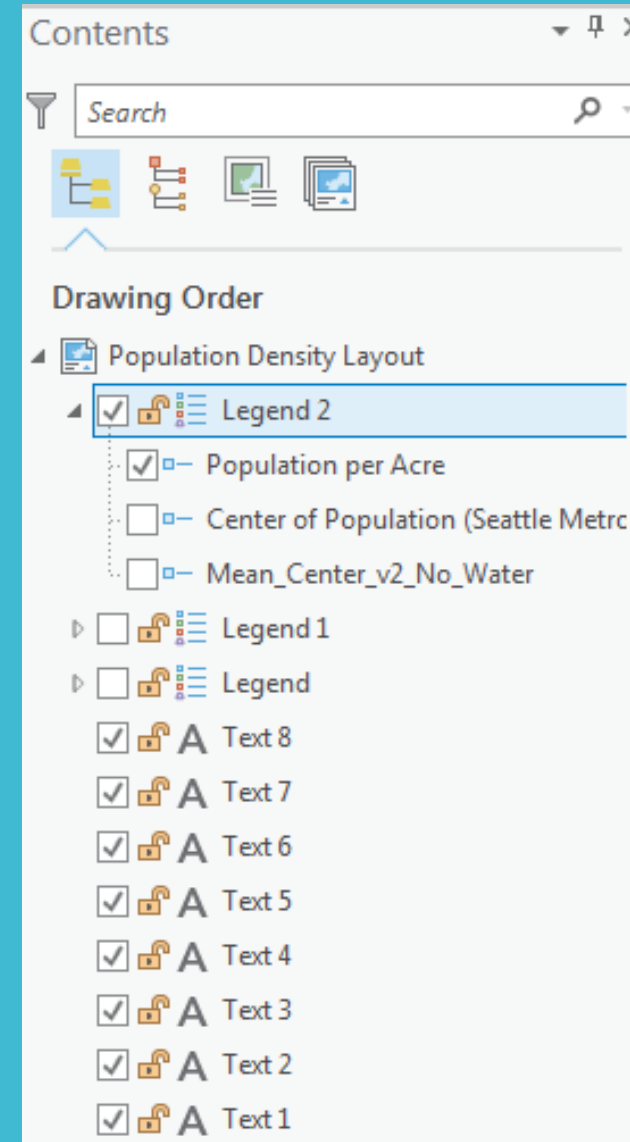 Contents
Search
Drawing Order
Population Density Layout
Legend 2
Population per Acre
Center of Population (Seattle Metro
Mean_Center_v2_No_Water
Legend 1
Legend
Text 8
Text 7
Text 6
Text 5
Text 4
Text 3
Text 2
Text 1